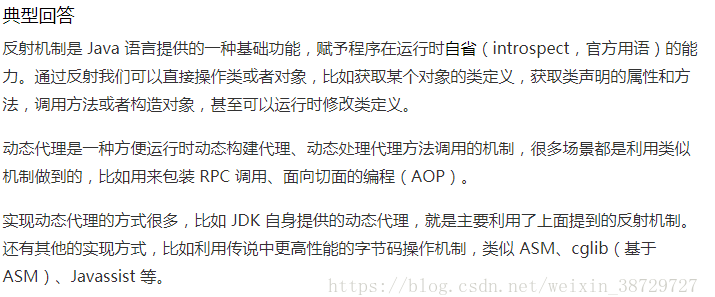 典型回答
反射机制是 Java 语言提供的一种基础功能，赋予程序在运行时自省（introspect，官方用语）的能
力。通过反射我们可以直接操作类或者对象，比如获取某个对象的类定义，获取类声明的属性和方
法，调用方法或者构造对象，甚至可以运行时修改类定义。
动态代理是一种方便运行时动态构建代理、动态处理代理方法调用的机制，很多场景都是利用类似
机制做到的，比如用来包装 RPC 调用、面向切面的编程（AOP）。
实现动态代理的方式很多，比如 JDK 自身提供的动态代理，就是主要利用了上面提到的反射机制。
还有其他的实现方式，比如利用传说中更高性能的字节码操作机制，类似 ASM、cglib（基于
ASM）、Javassist 等。
https://blog.csdn.net/weixin_38729727